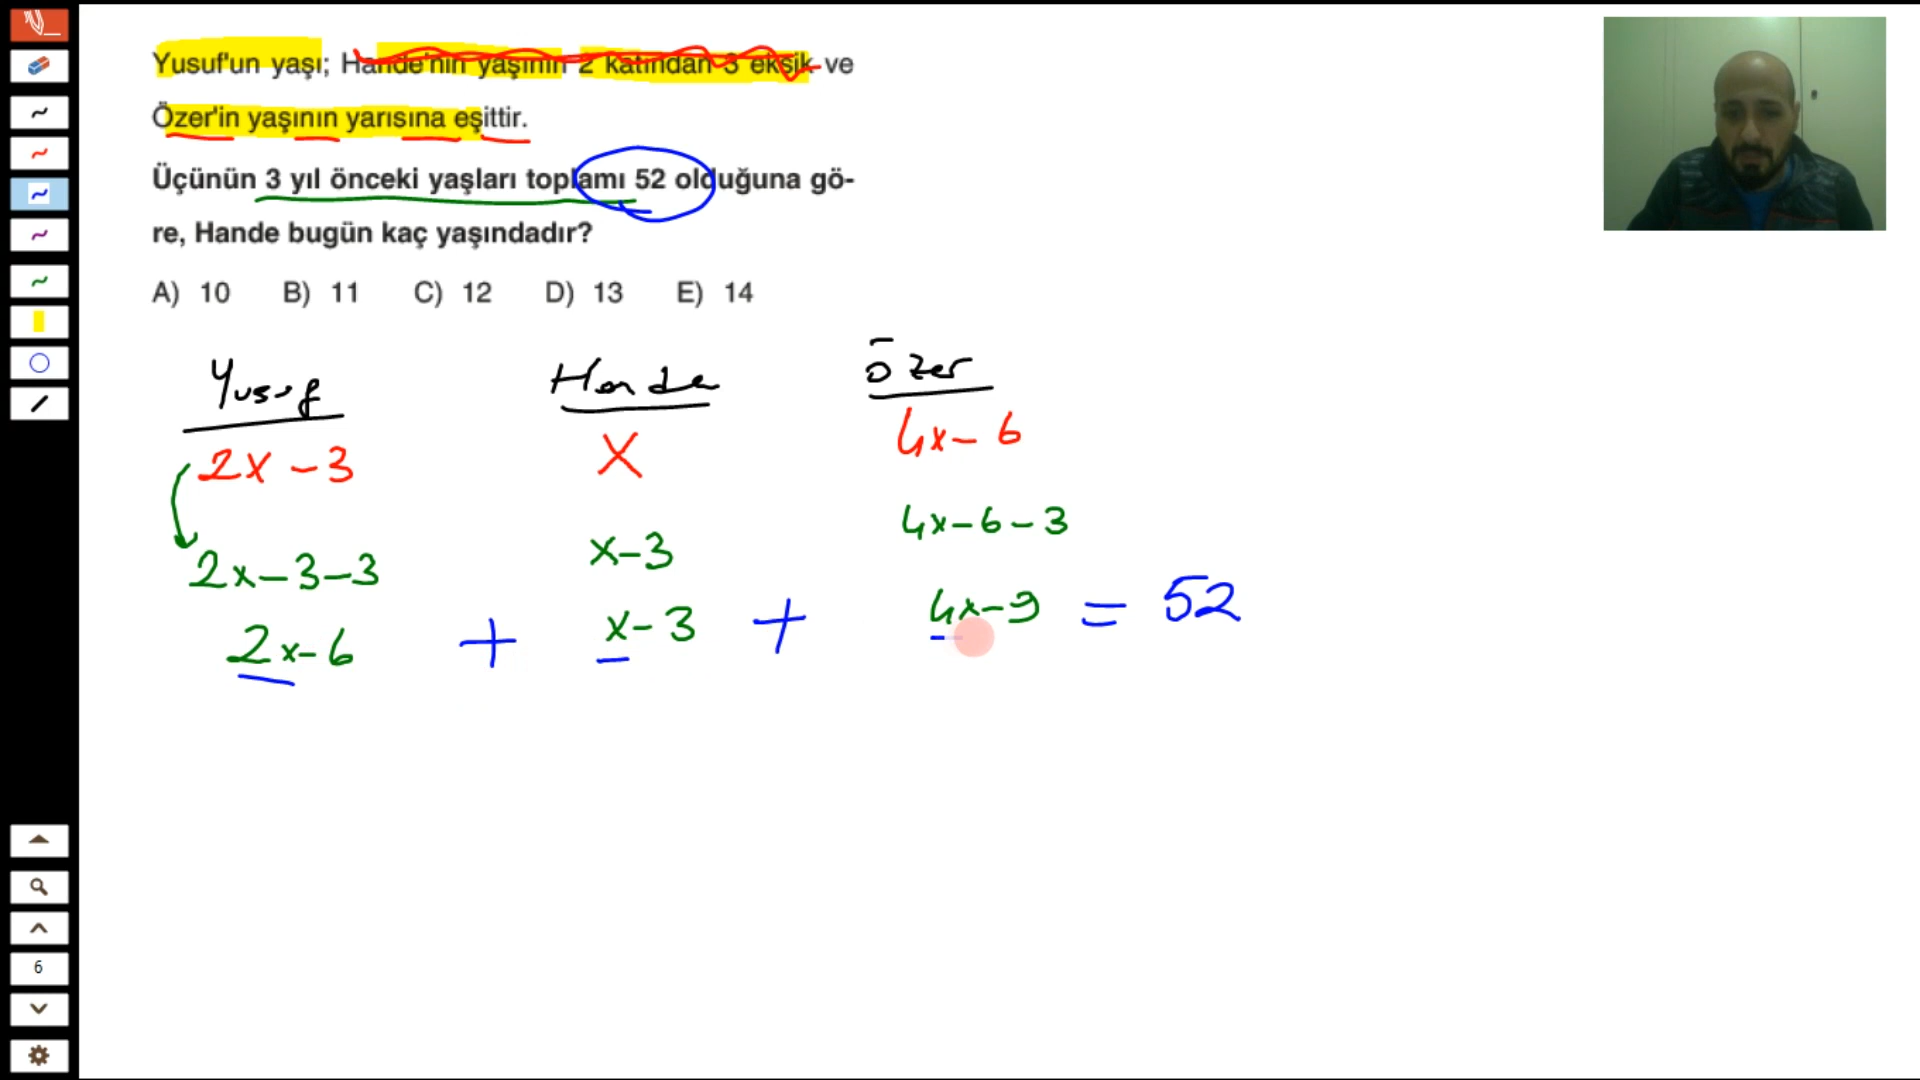 Yusuf'un yaşı; Hande'nin yaşının 2 katından 3 eksik ve
Özer'in yaşının yarısına eşittir.
Üçünün 3 yıl önceki yaşları toplamı 52 olduğuna gö-
re, Hande bugün kaç yaşındadır?
A) 10 B) 11 C) 12 D) 13 E) 14
Yusuf Hande Özer
2x-3 x 4x-6
2x-3-3 x-3 4x-6-3
2x-6 + x-3 + 4x-9 = 52
6